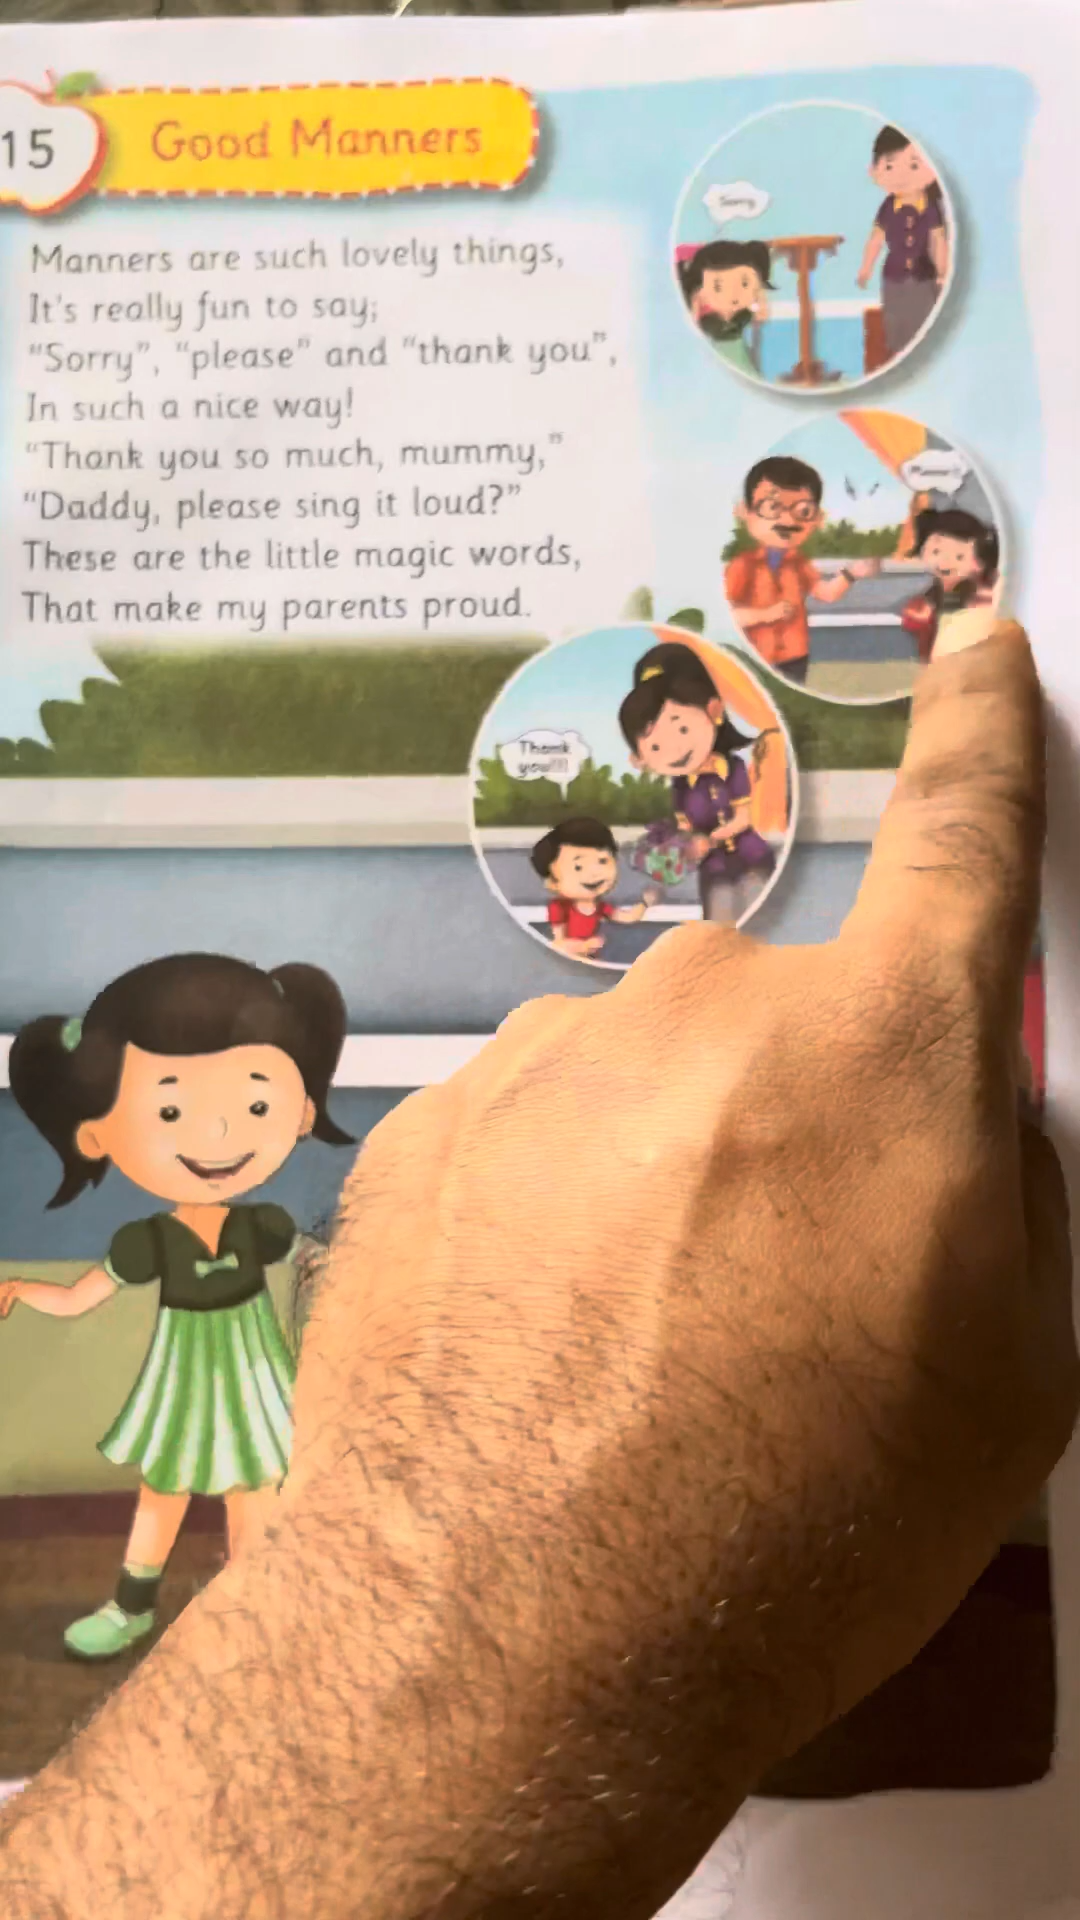 15
Good Manners
Manners are such lovely things,
It's really fun to say;
“Sorry”, “please” and “thank you”,
In such a nice way!
“Thank you so much, mummy,”
“Daddy, please sing it loud?”
These are the little magic words,
That make my parents proud.
Sorry
Thank
you!!!!